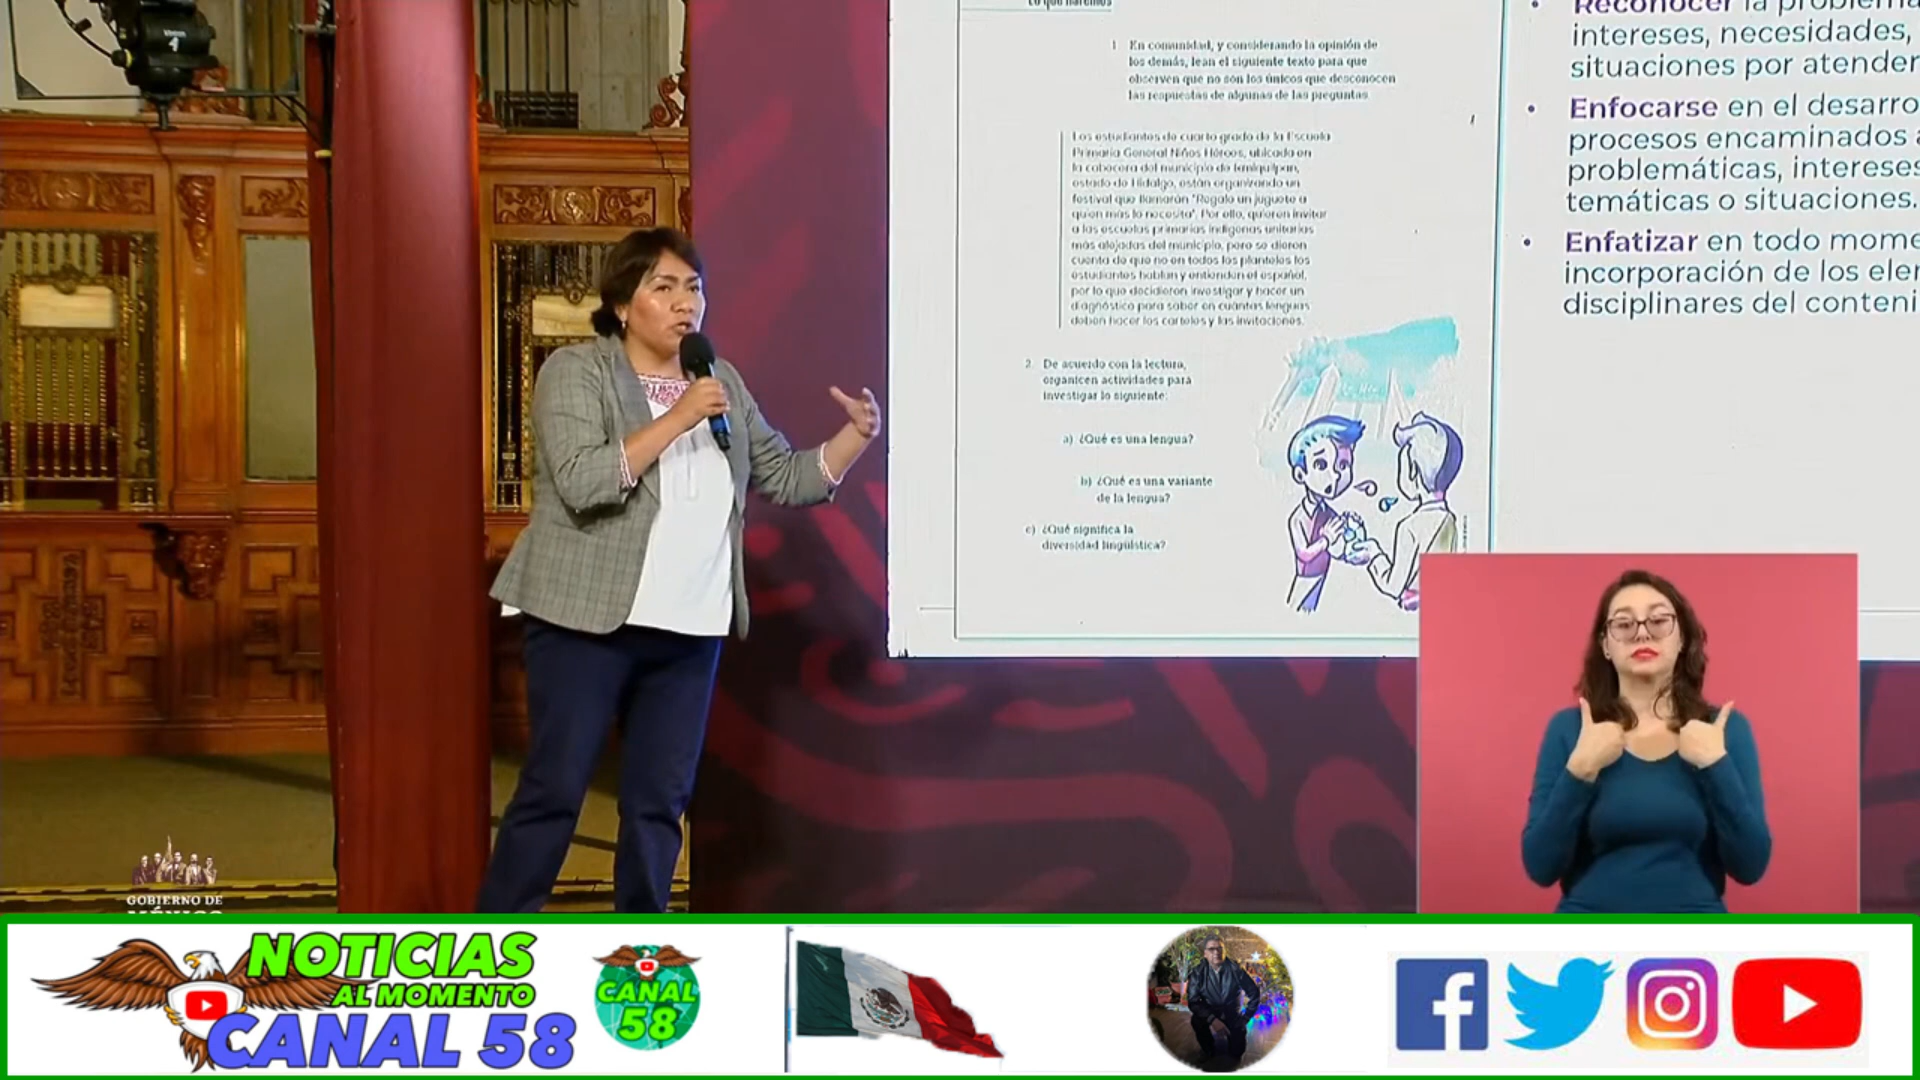 Vision
4
Lo que haremos
1. En comunidad, y considerando la opinión de
los demás, lean el siguiente texto para que
observen que no son los únicos que desconocen
las respuestas de algunas de las preguntas.
Los estudiantes de cuarto grado de la Escuela
Primaria General Niños Héroes, ubicada en
la cabecera del municipio de Ixmiquilpan,
estado de Hidalgo, están organizando un
festival que llamarán "Regala un juguete a
quien más lo necesita". Por ello, quieren invitar
a las escuelas primarias indígenas unitarias
más alejadas del municipio, pero se dieron
cuenta de que no en todos los planteles los
estudiantes hablan y entienden el español,
por lo que decidieron investigar y hacer un
diagnóstico para saber en cuántas lenguas
deben hacer los carteles y las invitaciones.
2. De acuerdo con la lectura,
organicen actividades para
investigar lo siguiente:
a) ¿Qué es una lengua?
b) ¿Qué es una variante
de la lengua?
c) ¿Qué significa la
diversidad lingüística?
• Reconocer la
intereses, necesidades,
situaciones por atender
• Enfocarse en el desarro
procesos encaminados a
problemáticas, intereses
temáticas o situaciones.
• Enfatizar en todo mome
incorporación de los eler
disciplinares del conteni
GOBIERNO DE
MÉXICO
NOTICIAS
AL MOMENTO
CANAL 58
CANAL
58